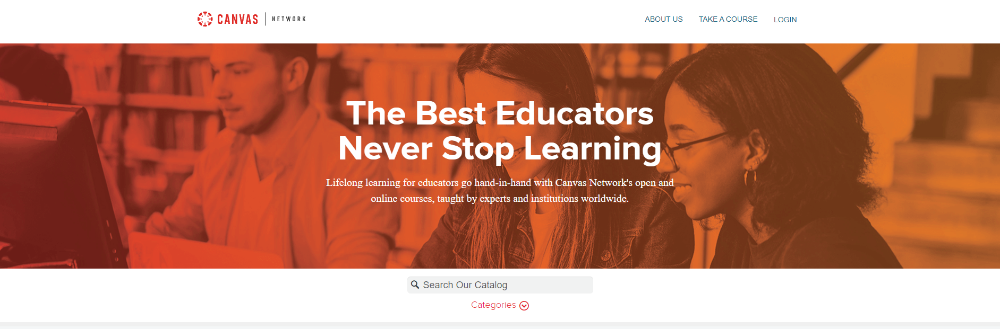 CANVAS | NETWORK
ABOUT US
TAKE A COURSE
LOGIN
The Best Educators
Never Stop Learning
Lifelong learning for educators go hand-in-hand with Canvas Network's open and
online courses, taught by experts and institutions worldwide.
Search Our Catalog
Categories